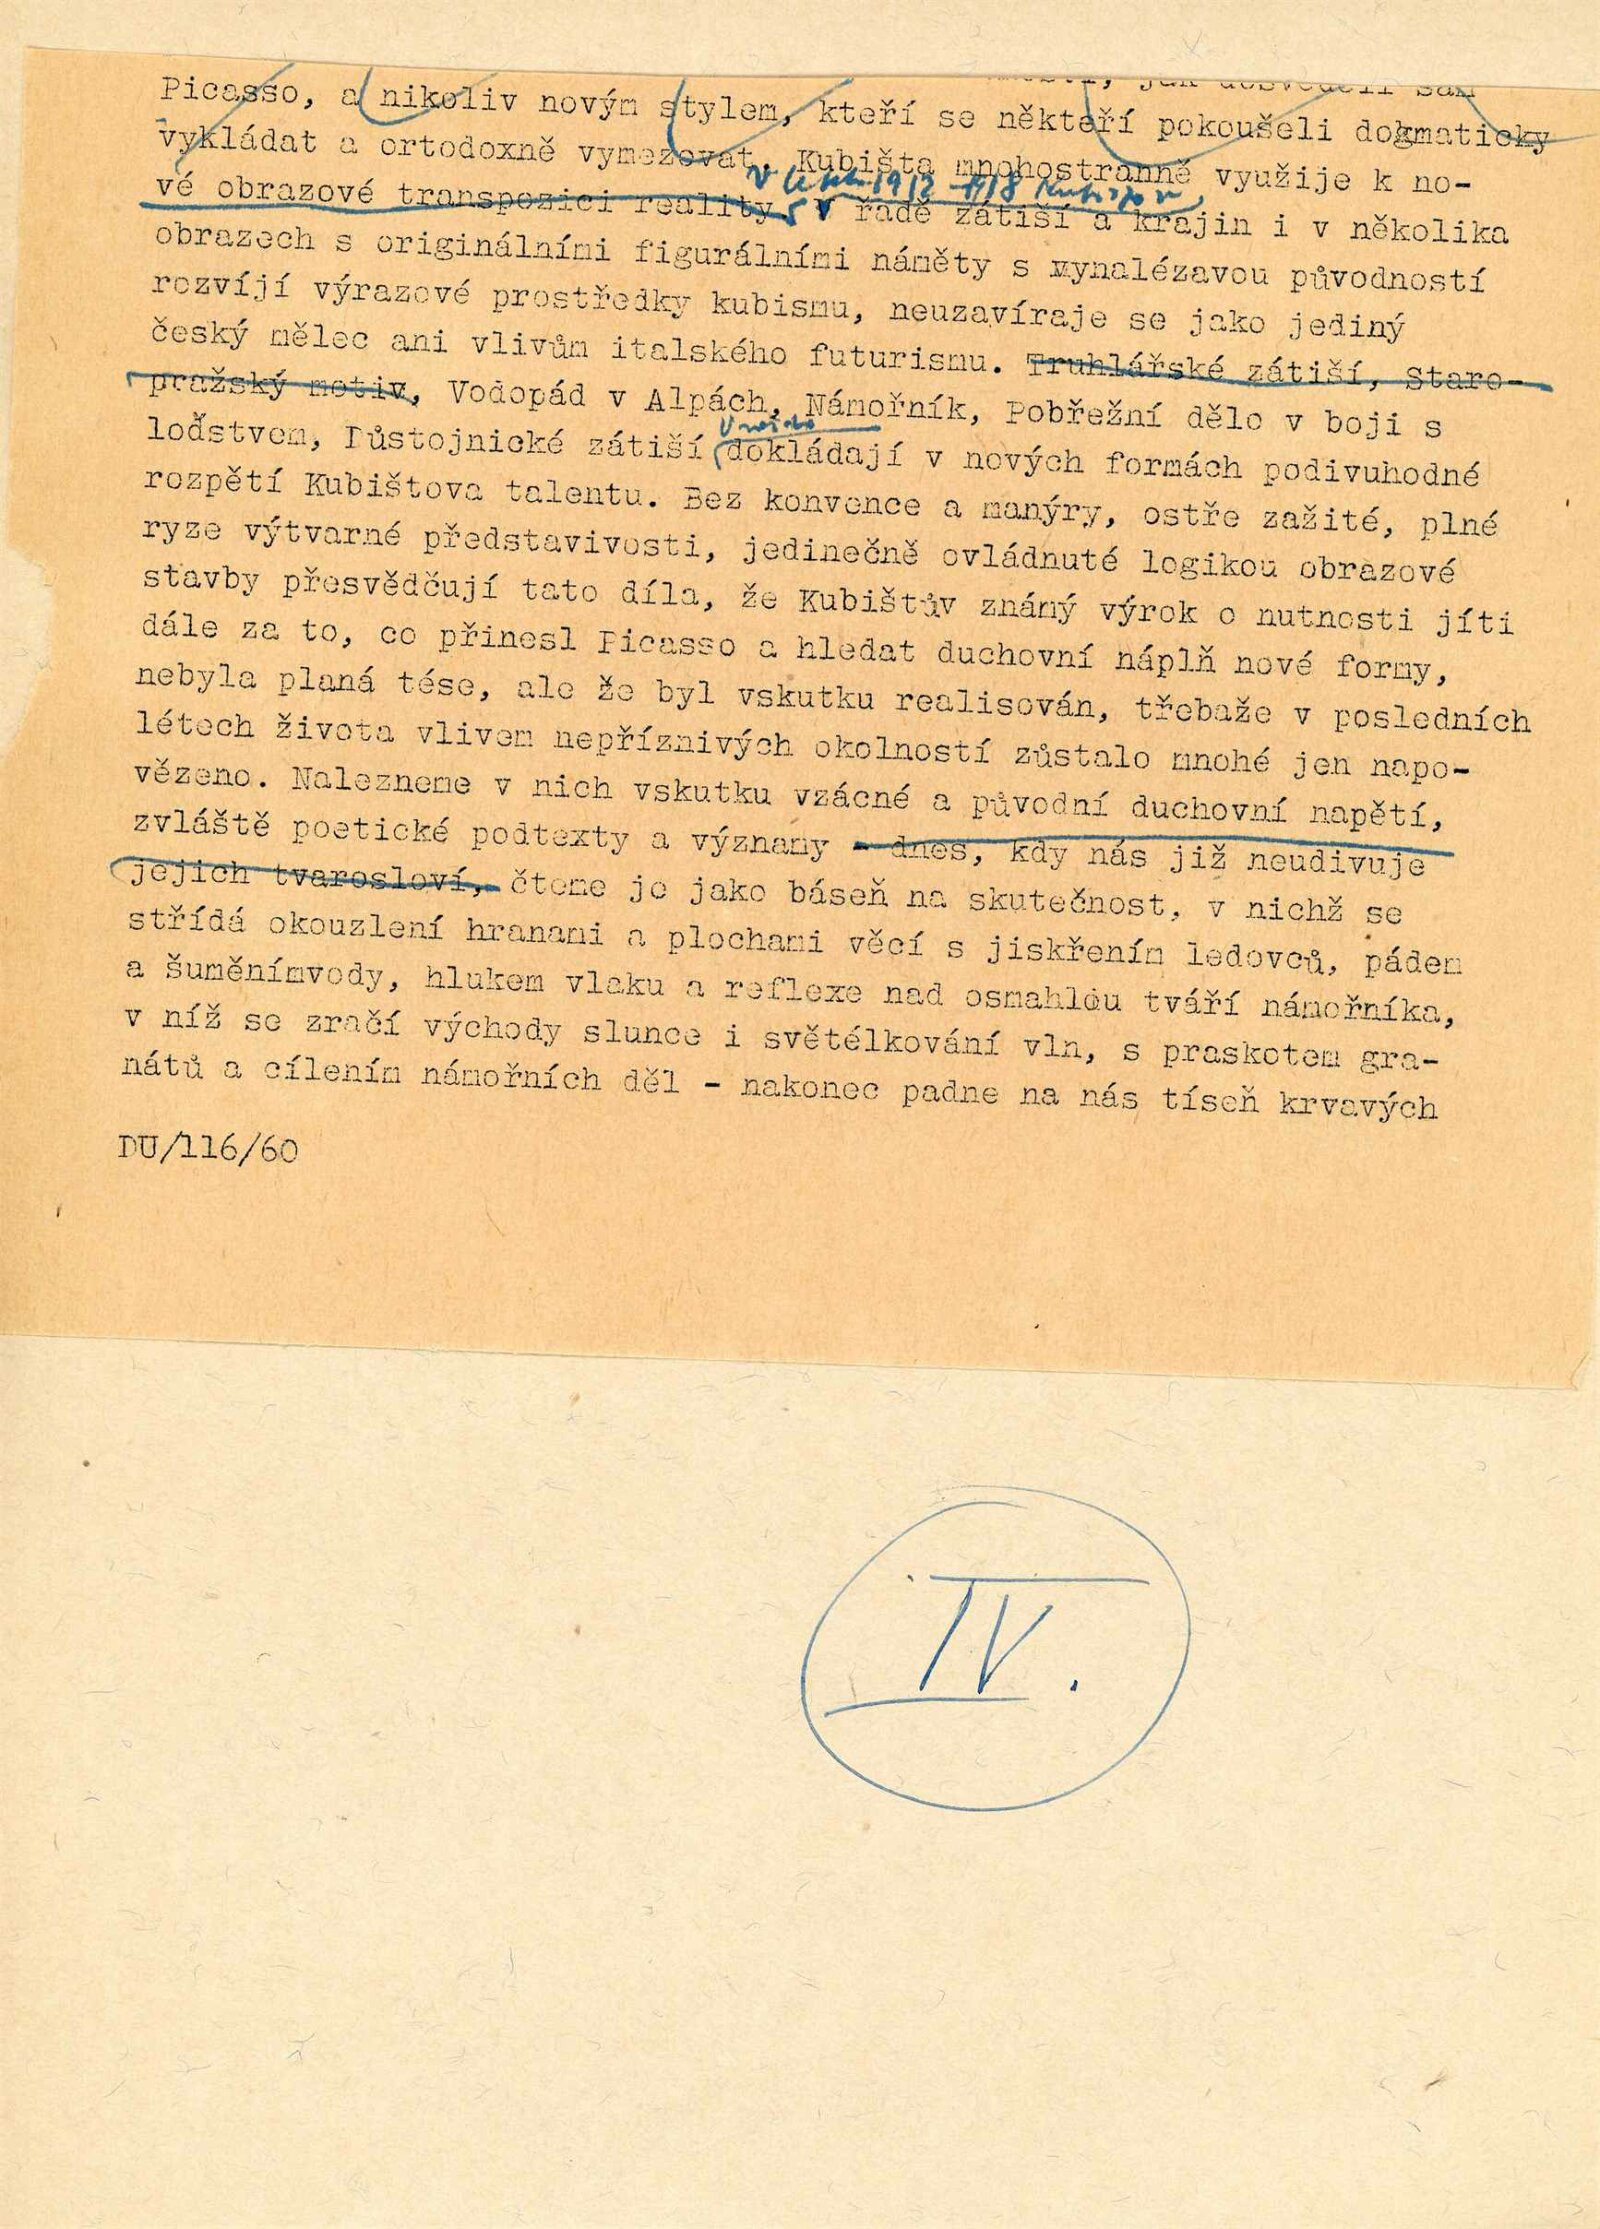 Picasso, a nikoliv novým stylem, kteří se někteří pokoušeli dogmaticky
vykládat a ortodoxně vymezovat. Kubišta mnohostranně využije k no-
v létech 1912 - 1918 Kubišta
vé obrazové transpozici reality. V řadě zátiší a krajin i v několika
obrazech s originálními figurálními náměty s vynalézavou původností
rozvíjí výrazové prostředky kubismu, neuzavíraje se jako jediný
český mělec ani vlivům italského futurismu. Truhlářské zátiší, Staro-
pražský motiv, Vodopád v Alpách, Námořník, Pobřežní dělo v boji s
loďstvem, Důstojnické zátiší dokládají v nových formách podivuhodné
rozpětí Kubištova talentu. Bez konvence a manýry, ostře zažité, plné
ryze výtvarné představivosti, jedinečně ovládnuté logikou obrazové
stavby přesvědčují tato díla, že Kubištův známý výrok o nutnosti jíti
dále za to, co přinesl Picasso a hledat duchovní náplň nové formy,
nebyla planá tése, ale že byl vskutku realisován, třebaže v posledních
létech života vlivem nepříznivých okolností zůstalo mnohé jen napo-
vězeno. Nalezneme v nich vskutku vzácné a původní duchovní napětí,
zvláště poetické podtexty a významy - dnes, kdy nás již neudivuje
jejich tvarosloví, čteme je jako báseň na skutečnost, v nichž se
střídá okouzlení hranami a plochami věcí s jiskřením ledovců, pádem
a šuměnímvody, hlukem vlaku a reflexe nad osmahlou tváří námořníka,
v níž se zračí východy slunce i světélkování vln, s praskotem gra-
nátů a cílením námořních děl - nakonec padne na nás tíseň krvavých
DU/116/60
IV.